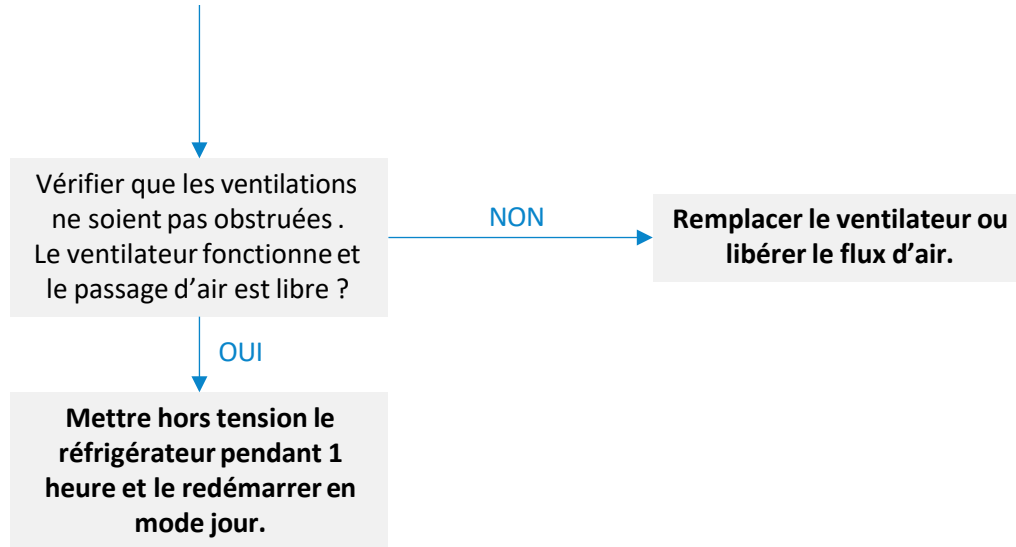 Vérifier que les ventilations
ne soient pas obstruées .
Le ventilateur fonctionne et
le passage d’air est libre ?
NON
Remplacer le ventilateur ou
libérer le flux d’air.
OUI
Mettre hors tension le
réfrigérateur pendant 1
heure et le redémarrer en
mode jour.